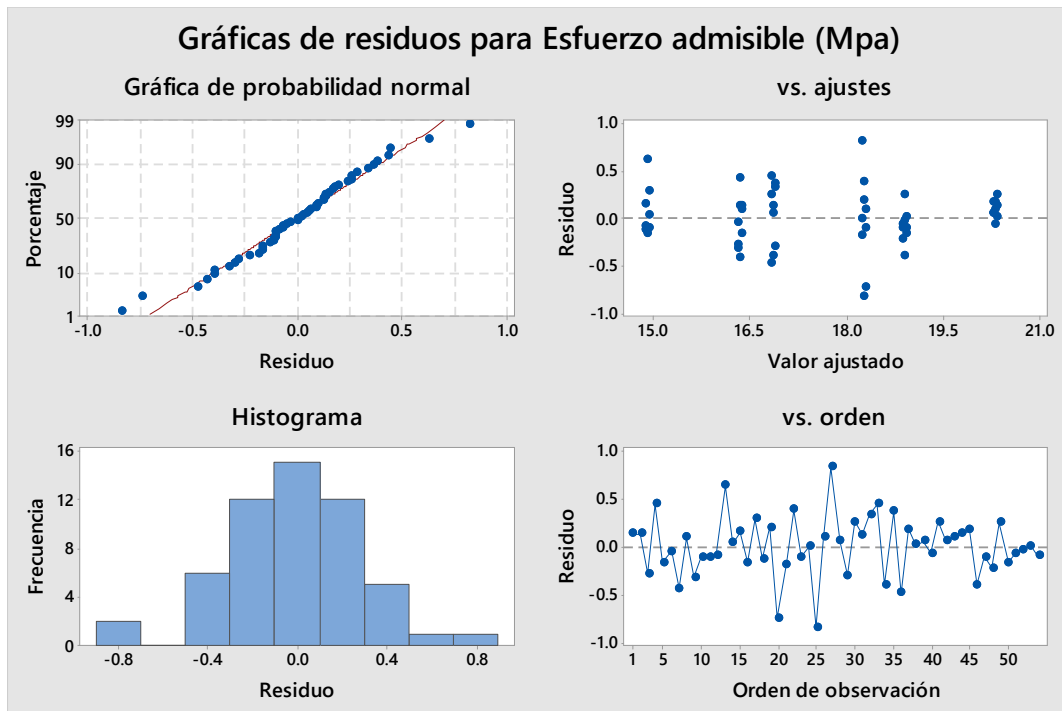 Gráficas de residuos para Esfuerzo admisible (Mpa)
Gráfica de probabilidad normal
99
90
50
10
1
Porcentaje
-1.0 -0.5 0.0 0.5 1.0
Residuo
vs. ajustes
1.0
0.5
0.0
-0.5
-1.0
Residuo
15.0 16.5 18.0 19.5 21.0
Valor ajustado
Histograma
16
12
8
4
0
Frecuencia
-0.8 -0.4 0.0 0.4 0.8
Residuo
vs. orden
1.0
0.5
0.0
-0.5
-1.0
Residuo
1 5 10 15 20 25 30 35 40 45 50
Orden de observación